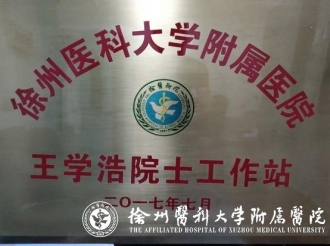 徐州医科大学附属医院
王学浩院士工作站
二〇一七年七月
徐州醫科大學附屬醫院
THE AFFILIATED HOSPITAL OF XUZHOU MEDICAL UNIVERSITY